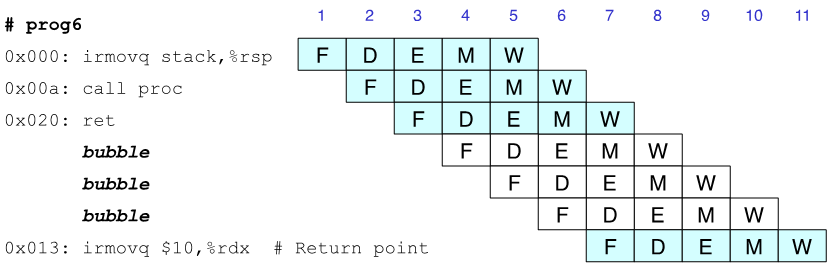 1 2 3 4 5 6 7 8 9 10 11
# prog6
0x000: irmovq stack,%rsp F D E M W
0x00a: call proc F D E M W
0x020: ret F D E M W
bubble F D E M W
bubble F D E M W
bubble F D E M W
0x013: irmovq $10,%rdx # Return point F D E M W